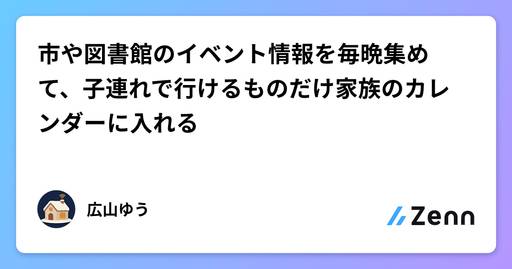 市や図書館のイベント情報を毎晩集め
て、子連れで行けるものだけ家族のカレ
ンダーに入れる
広山ゆう
Zenn